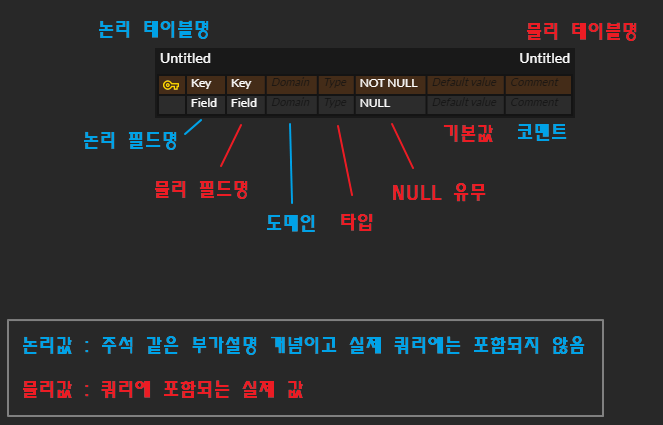 논리 테이블명 물리 테이블명
Untitled Untitled
Key Key Domain Type NOT NULL Default value Comment
Field Field Domain Type NULL Default value Comment
논리 필드명 기본값 코멘트
물리 필드명 NULL 유무
도메인 타입
논리값 : 주석 같은 부가설명 개념이고 실제 쿼리에는 포함되지 않음
물리값 : 쿼리에 포함되는 실제 값